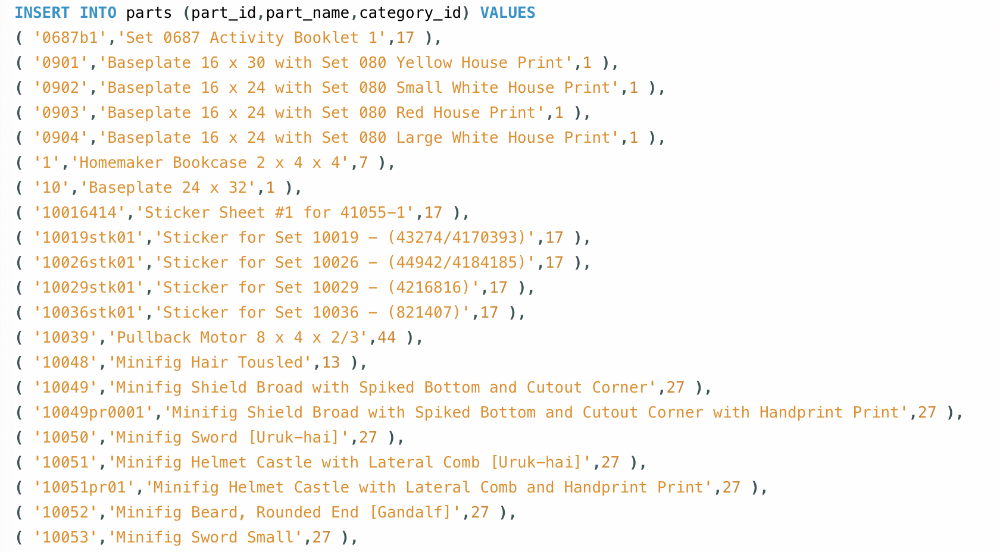 INSERT INTO parts (part_id,part_name,category_id) VALUES
( '0687b1','Set 0687 Activity Booklet 1',17 ),
( '0901','Baseplate 16 x 30 with Set 080 Yellow House Print',1 ),
( '0902','Baseplate 16 x 24 with Set 080 Small White House Print',1 ),
( '0903','Baseplate 16 x 24 with Set 080 Red House Print',1 ),
( '0904','Baseplate 16 x 24 with Set 080 Large White House Print',1 ),
( '1','Homemaker Bookcase 2 x 4 x 4',7 ),
( '10','Baseplate 24 x 32',1 ),
( '10016414','Sticker Sheet #1 for 41055-1',17 ),
( '10019stk01','Sticker for Set 10019 - (43274/4170393)',17 ),
( '10026stk01','Sticker for Set 10026 - (44942/4184185)',17 ),
( '10029stk01','Sticker for Set 10029 - (4216816)',17 ),
( '10036stk01','Sticker for Set 10036 - (821407)',17 ),
( '10039','Pullback Motor 8 x 4 x 2/3',44 ),
( '10048','Minifig Hair Tousled',13 ),
( '10049','Minifig Shield Broad with Spiked Bottom and Cutout Corner',27 ),
( '10049pr0001','Minifig Shield Broad with Spiked Bottom and Cutout Corner with Handprint Print',27 ),
( '10050','Minifig Sword [Uruk-hai]',27 ),
( '10051','Minifig Helmet Castle with Lateral Comb [Uruk-hai]',27 ),
( '10051pr01','Minifig Helmet Castle with Lateral Comb and Handprint Print',27 ),
( '10052','Minifig Beard, Rounded End [Gandalf]',27 ),
( '10053','Minifig Sword Small',27 ),